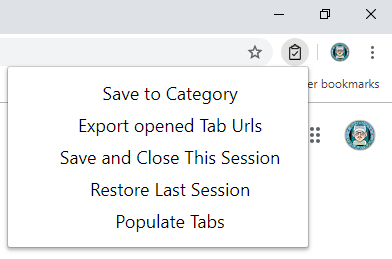 er bookmarks
Save to Category
Export opened Tab Urls
Save and Close This Session
Restore Last Session
Populate Tabs